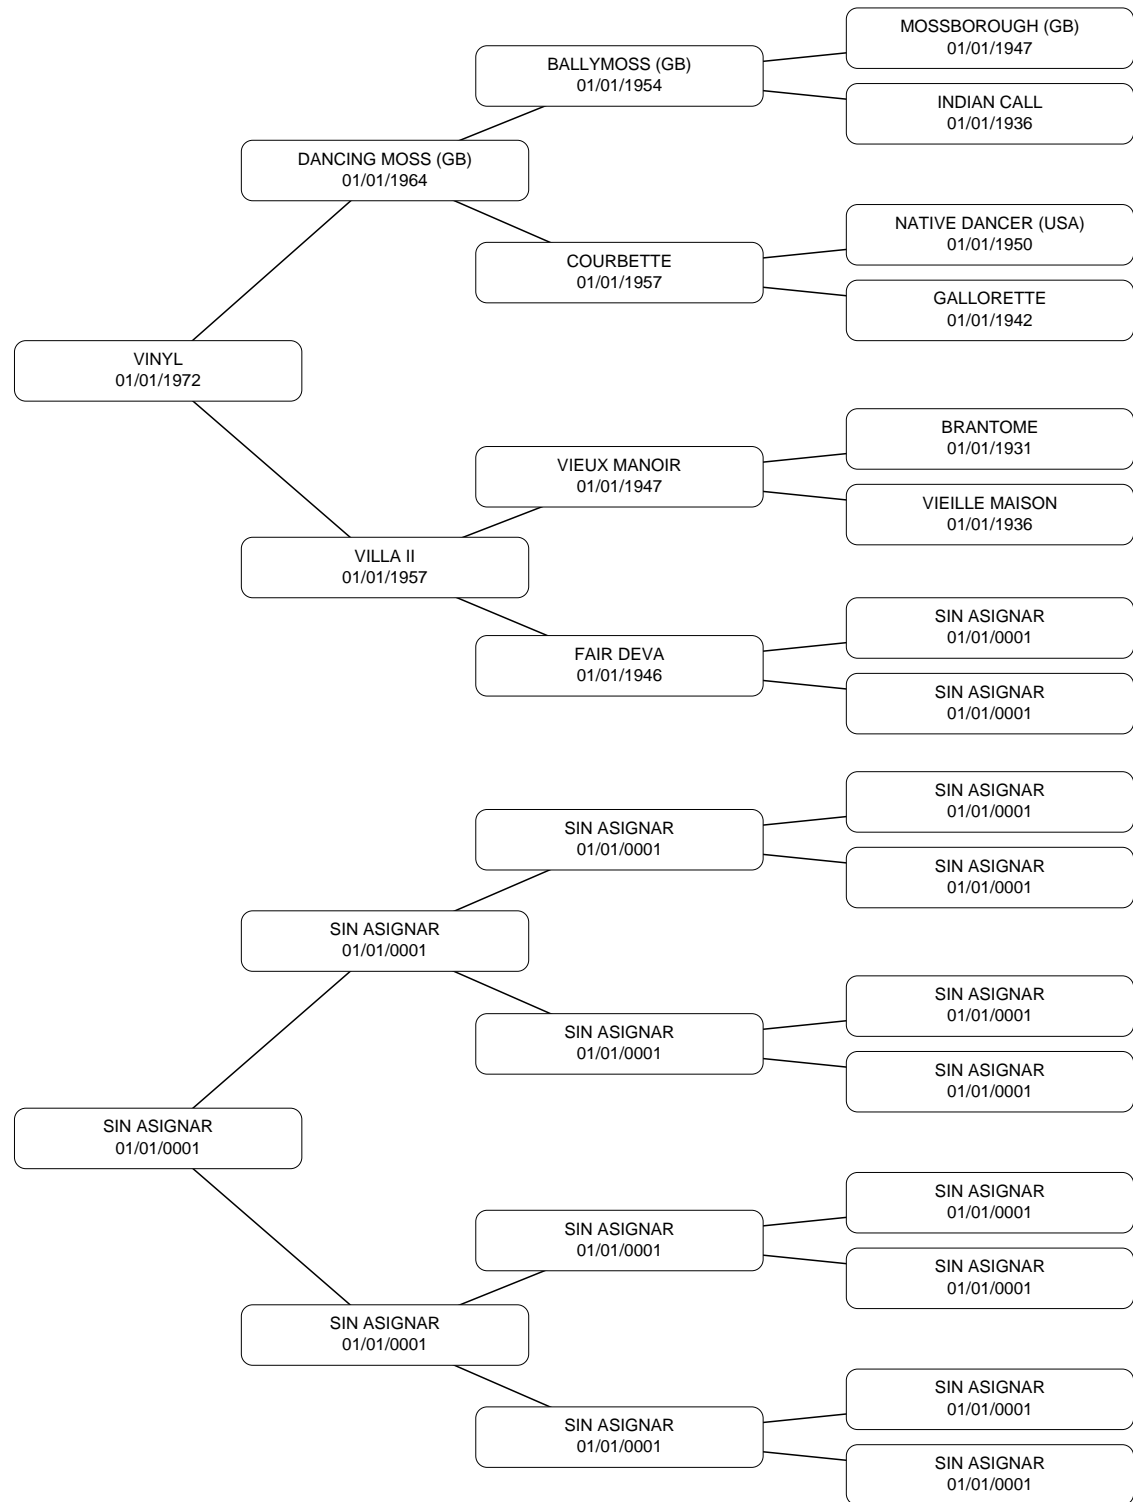 MOSSBOROUGH (GB)
01/01/1947
BALLYMOSS (GB)
01/01/1954
INDIAN CALL
01/01/1936
DANCING MOSS (GB)
01/01/1964
NATIVE DANCER (USA)
01/01/1950
COURBETTE
01/01/1957
GALLORETTE
01/01/1942
VINYL
01/01/1972
BRANTOME
01/01/1931
VIEUX MANOIR
01/01/1947
VIEILLE MAISON
01/01/1936
VILLA II
01/01/1957
SIN ASIGNAR
01/01/0001
FAIR DEVA
01/01/1946
SIN ASIGNAR
01/01/0001
SIN ASIGNAR
01/01/0001
SIN ASIGNAR
01/01/0001
SIN ASIGNAR
01/01/0001
SIN ASIGNAR
01/01/0001
SIN ASIGNAR
01/01/0001
SIN ASIGNAR
01/01/0001
SIN ASIGNAR
01/01/0001
SIN ASIGNAR
01/01/0001
SIN ASIGNAR
01/01/0001
SIN ASIGNAR
01/01/0001
SIN ASIGNAR
01/01/0001
SIN ASIGNAR
01/01/0001
SIN ASIGNAR
01/01/0001
SIN ASIGNAR
01/01/0001
SIN ASIGNAR
01/01/0001